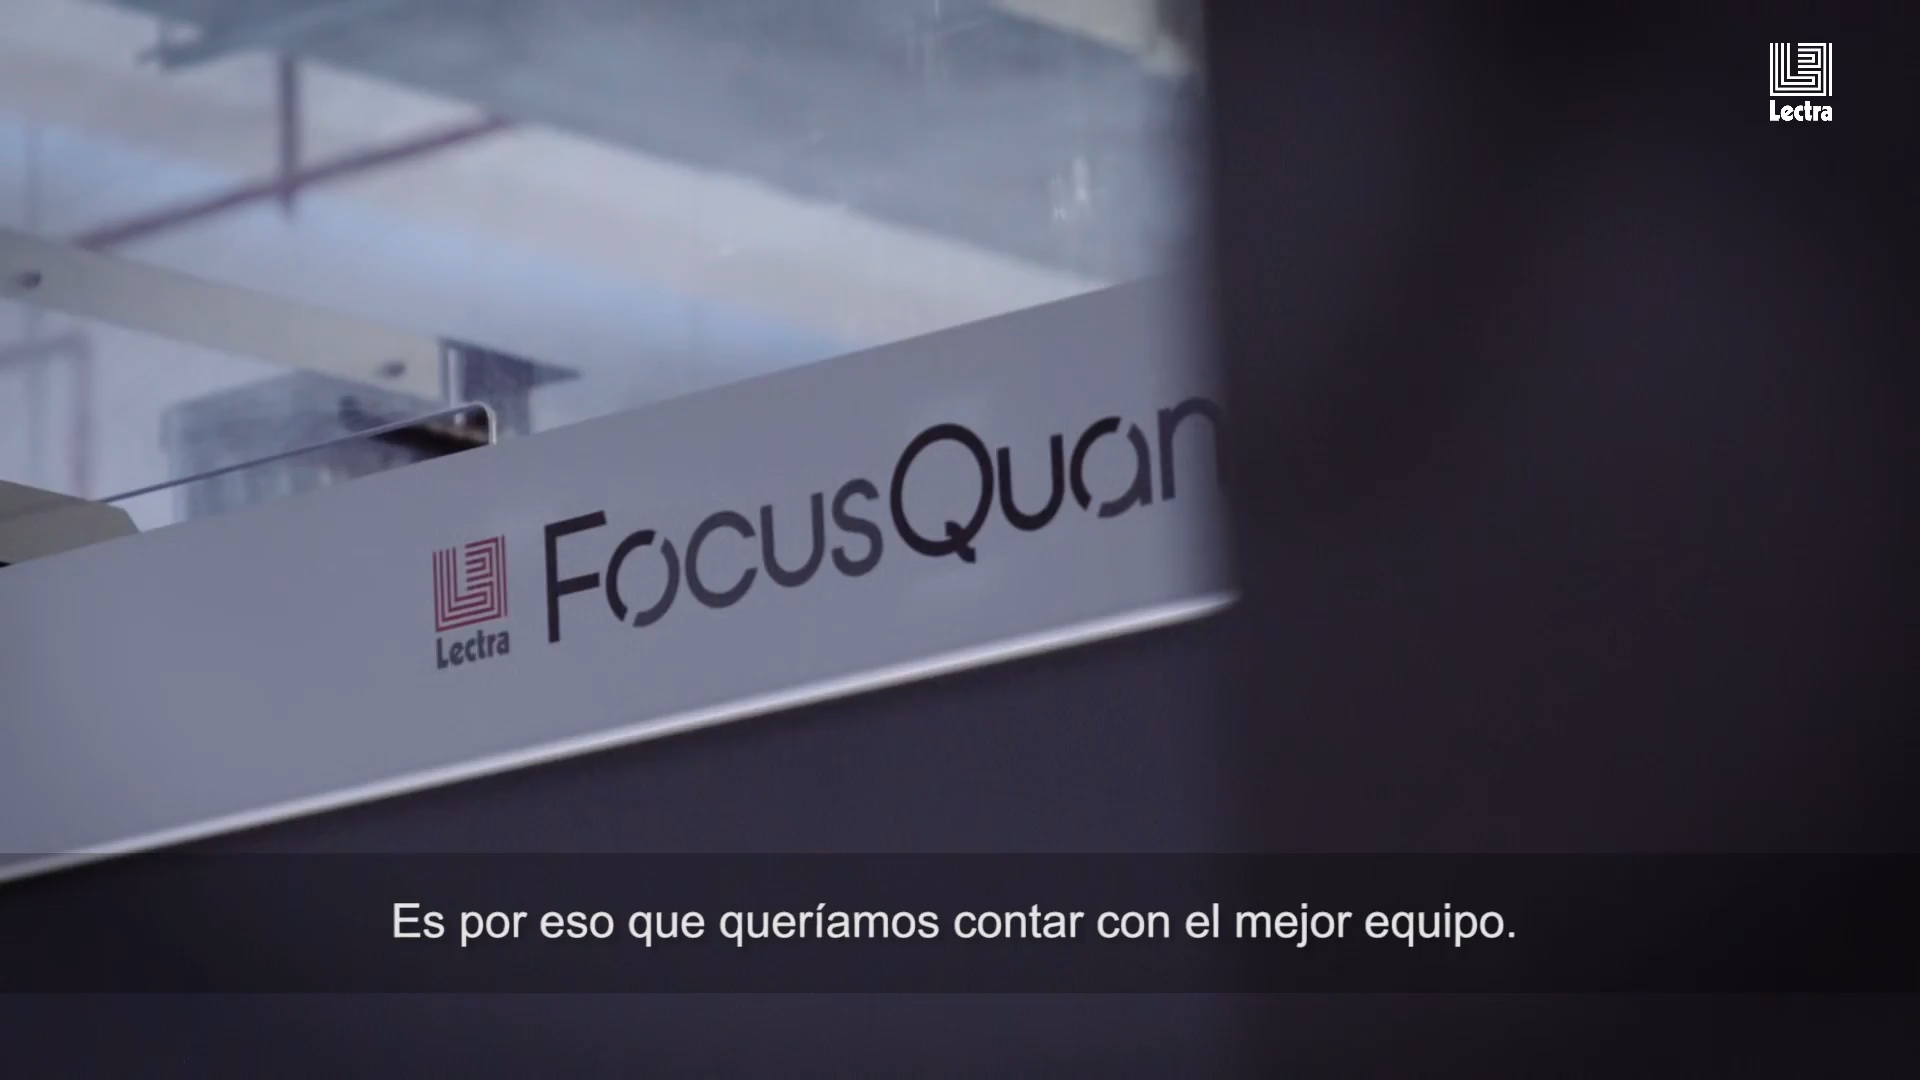 Lectra
FocusQuan
Lectra
Es por eso que queríamos contar con el mejor equipo.